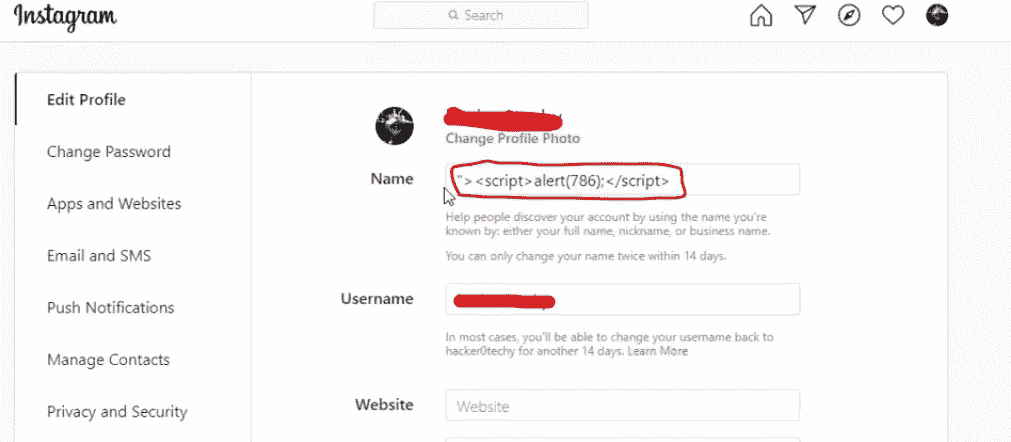 Instagram
Search
Edit Profile
Change Password
Apps and Websites
Email and SMS
Push Notifications
Manage Contacts
Privacy and Security
Change Profile Photo
Name
"><script>alert(786);</script>
Help people discover your account by using the name you're
known by: either your full name, nickname, or business name.
You can only change your name twice within 14 days.
Username
In most cases, you'll be able to change your username back to
hacker0techy for another 14 days. Learn More
Website
Website